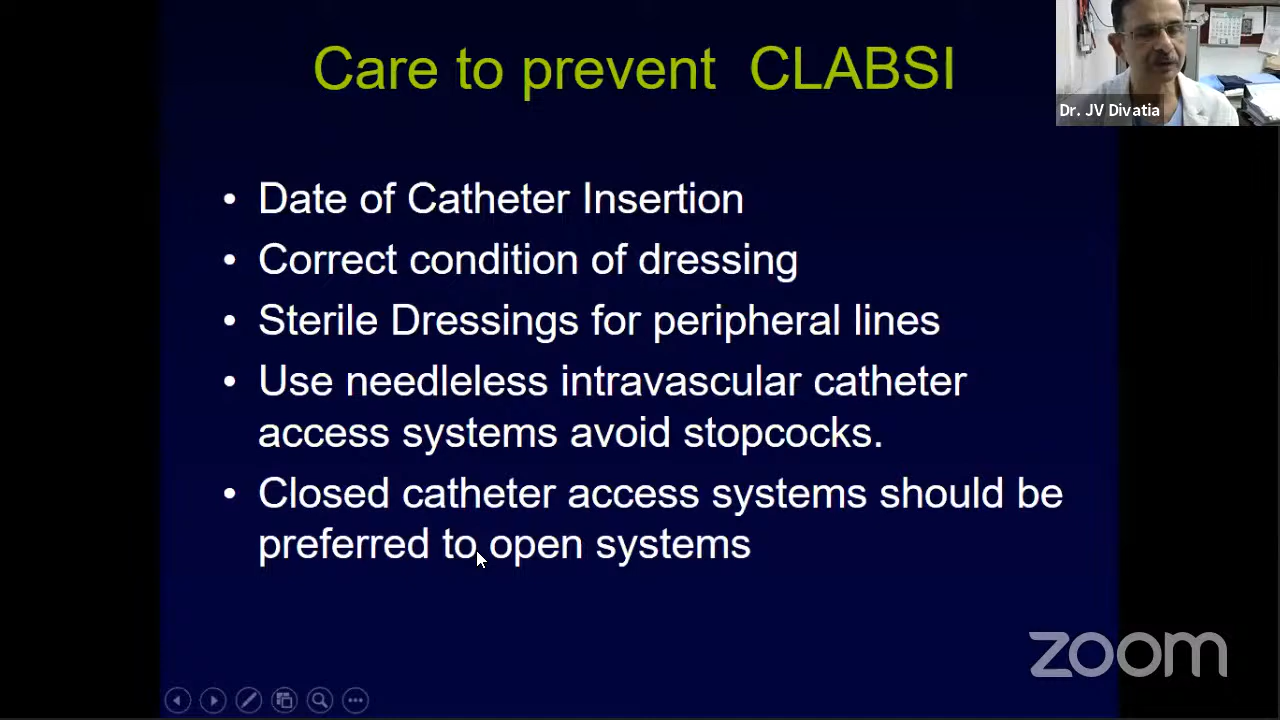 Care to prevent CLABSI
Dr. JV Divatia
• Date of Catheter Insertion
• Correct condition of dressing
• Sterile Dressings for peripheral lines
• Use needleless intravascular catheter
access systems avoid stopcocks.
• Closed catheter access systems should be
preferred to open systems
zoom